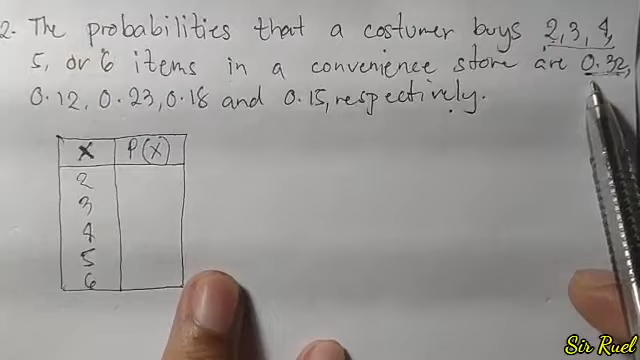 2. The probabilities that a costumer buys 2, 3, 4,
5, or 6 items in a convenience store are 0.32,
0.12, 0.23, 0.18 and 0.15, respectively.
X P(X)
2
3
4
5
6
Sir Ruel